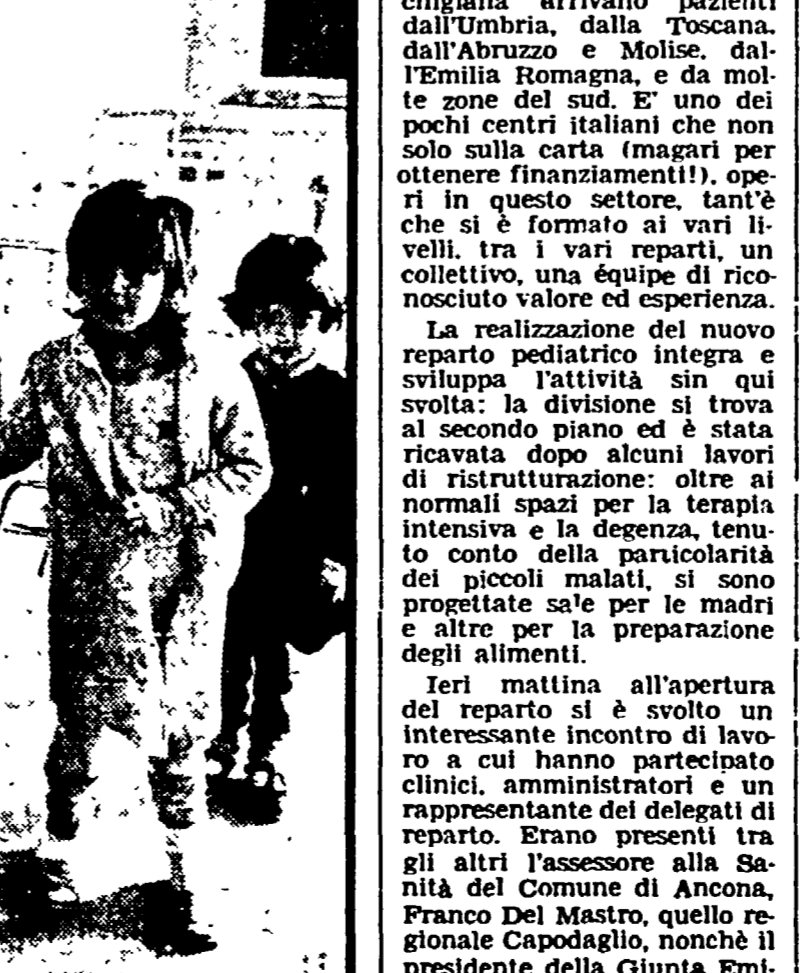 chigiana arrivano pazienti
dall'Umbria, dalla Toscana,
dall'Abruzzo e Molise, dal-
l'Emilia Romagna, e da mol-
te zone del sud. E' uno dei
pochi centri italiani che non
solo sulla carta (magari per
ottenere finanziamenti!), ope-
ri in questo settore, tant'è
che si è formato ai vari li-
velli, tra i vari reparti, un
collettivo, una équipe di rico-
nosciuto valore ed esperienza.
La realizzazione del nuovo
reparto pediatrico integra e
sviluppa l'attività sin qui
svolta: la divisione si trova
al secondo piano ed è stata
ricavata dopo alcuni lavori
di ristrutturazione: oltre ai
normali spazi per la terapia
intensiva e la degenza, tenu-
to conto della particolarità
dei piccoli malati, si sono
progettate sale per le madri
e altre per la preparazione
degli alimenti.
Ieri mattina all'apertura
del reparto si è svolto un
interessante incontro di lavo-
ro a cui hanno partecipato
clinici, amministratori e un
rappresentante dei delegati di
reparto. Erano presenti tra
gli altri l'assessore alla Sa-
nità del Comune di Ancona,
Franco Del Mastro, quello re-
gionale Capodaglio, nonchè il
presidente della Giunta Emi-